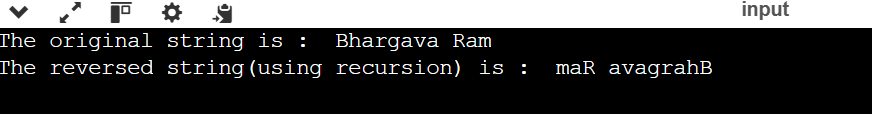 input
The original string is :  Bhargava Ram
The reversed string(using recursion) is :  maR avagrahB